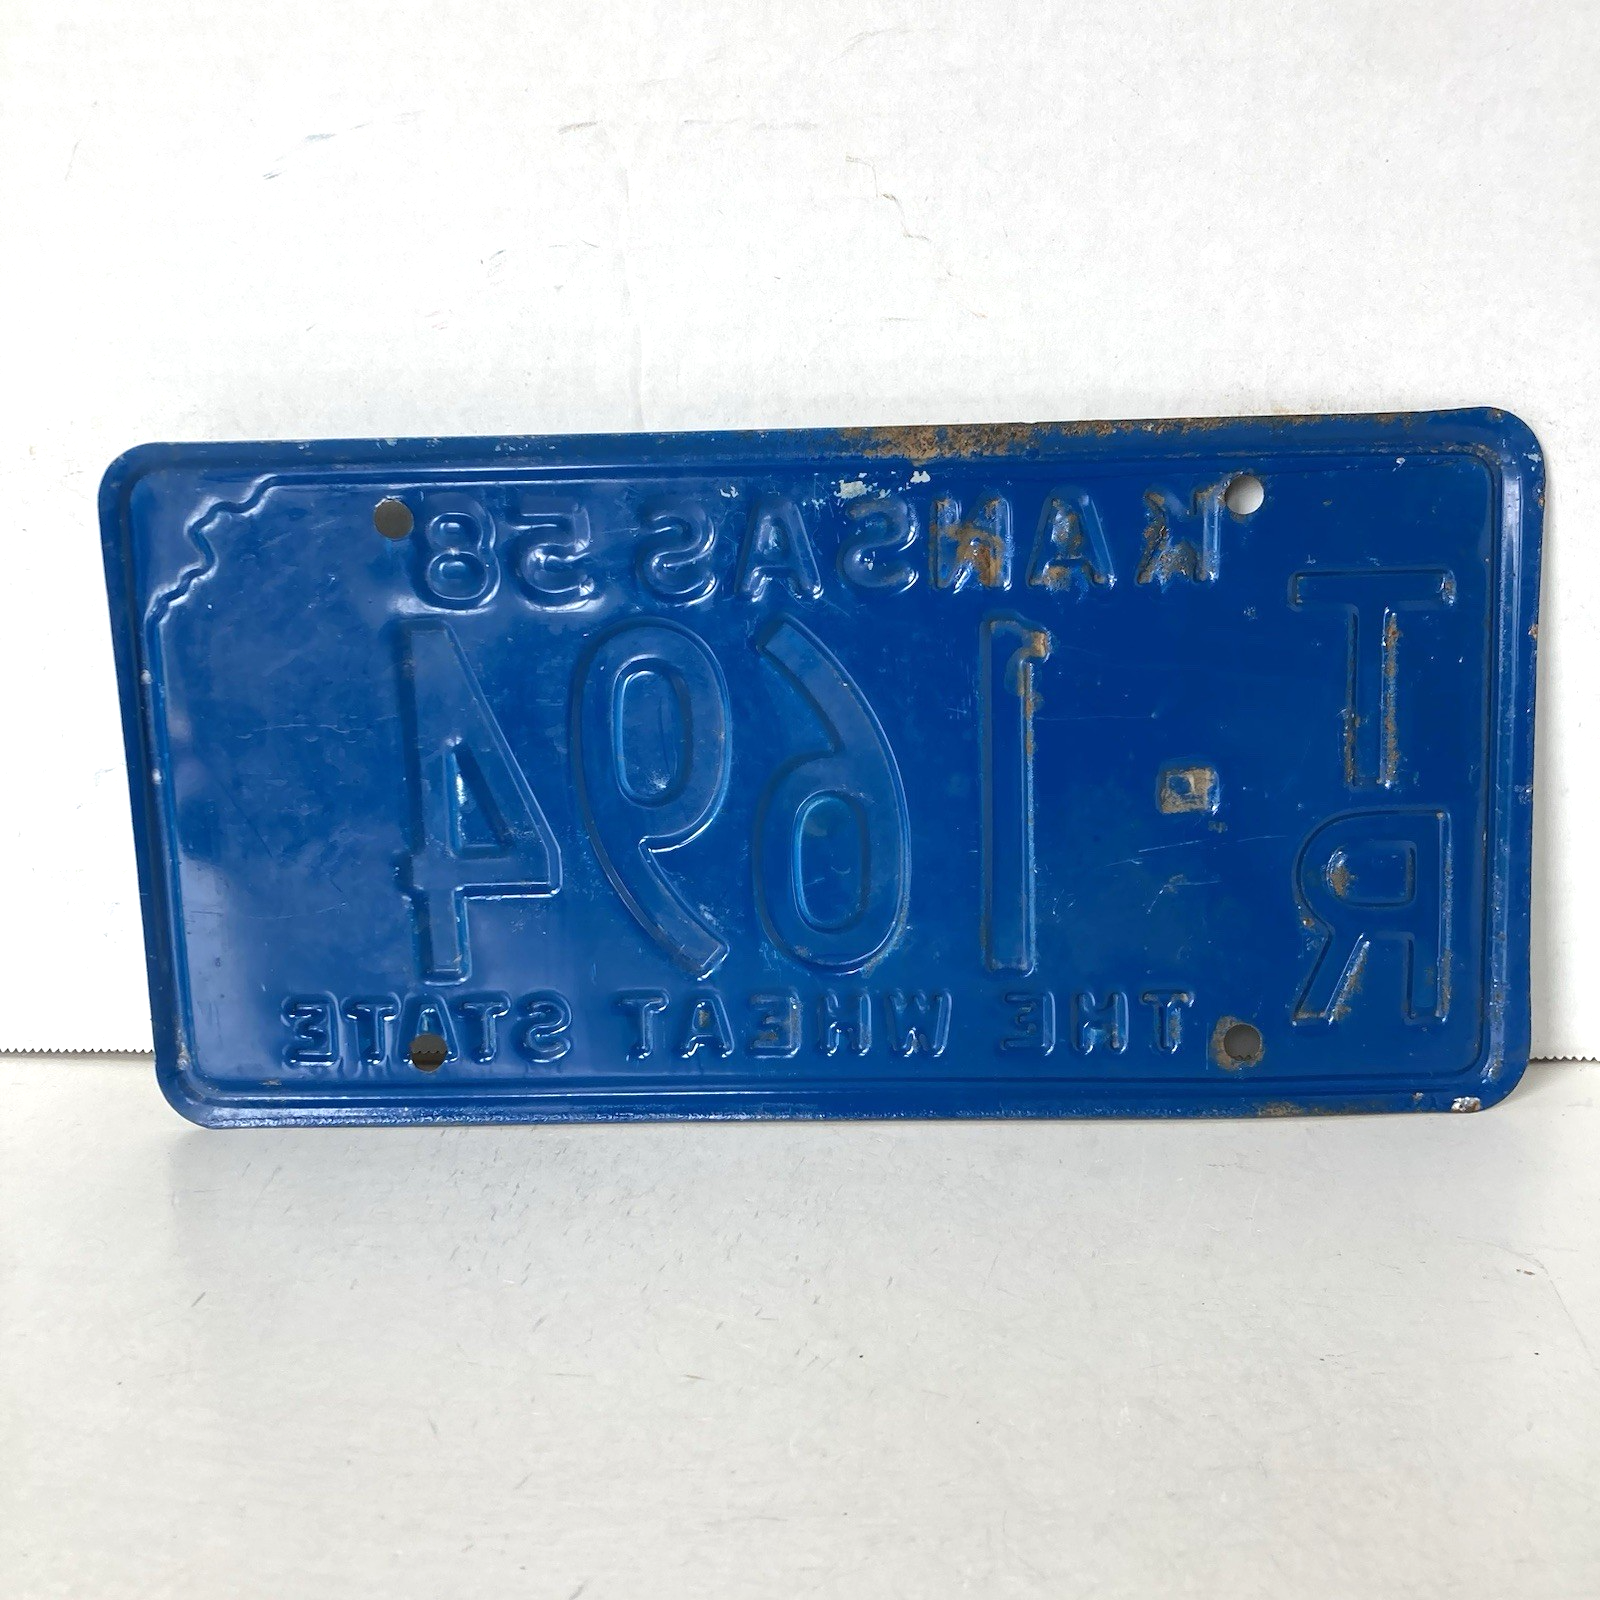 KANSAS 58
TR·1694
THE WHEAT STATE